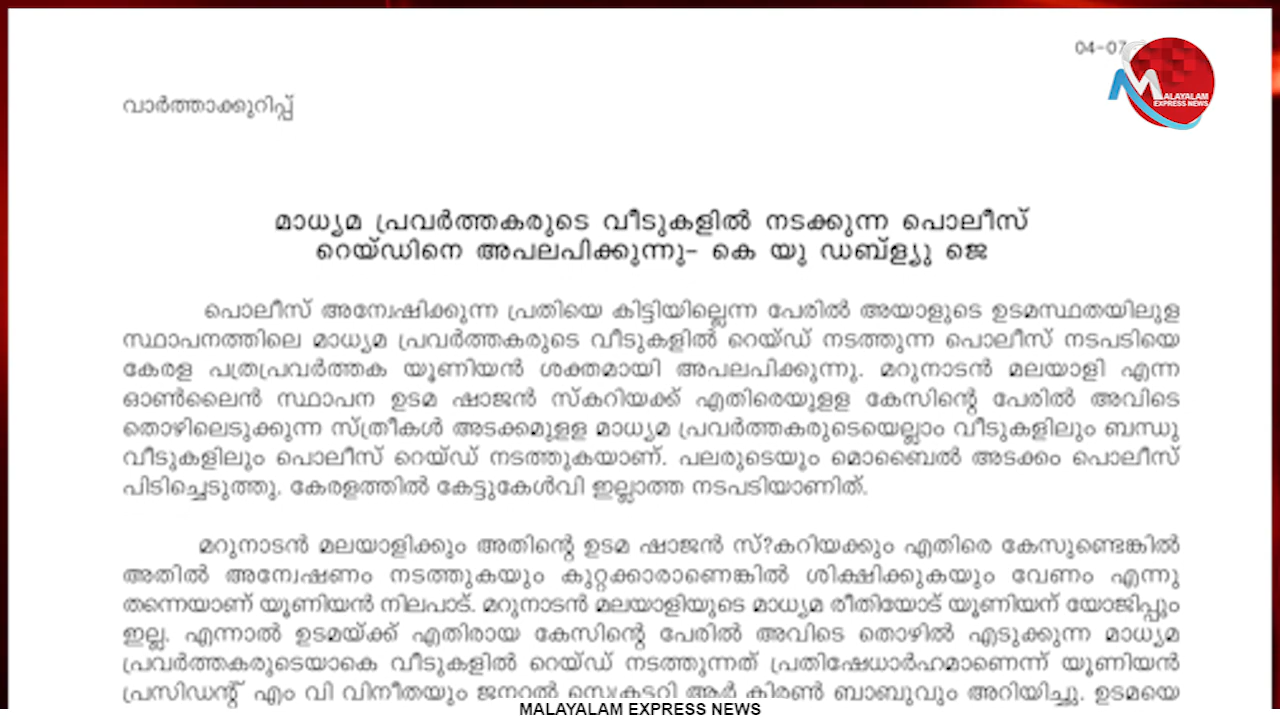 04-07
MALAYALAM
EXPRESS NEWS
വാർത്താക്കുറിപ്പ്
മാധ്യമ പ്രവർത്തകരുടെ വീടുകളിൽ നടക്കുന്ന പൊലീസ്
റെയ്ഡിനെ അപലപിക്കുന്നു- കെ യു ഡബ്ള്യു ജെ
പൊലീസ് അന്വേഷിക്കുന്ന പ്രതിയെ കിട്ടിയില്ലെന്ന പേരിൽ അയാളുടെ ഉടമസ്ഥതയിലുള
സ്ഥാപനത്തിലെ മാധ്യമ പ്രവർത്തകരുടെ വീടുകളിൽ റെയ്ഡ് നടത്തുന്ന പൊലീസ് നടപടിയെ
കേരള പത്രപ്രവർത്തക യൂണിയൻ ശക്തമായി അപലപിക്കുന്നു. മറുനാടൻ മലയാളി എന്ന
ഓൺലൈൻ സ്ഥാപന ഉടമ ഷാജൻ സ്കറിയക്ക് എതിരെയുളള കേസിന്റെ പേരിൽ അവിടെ
തൊഴിലെടുക്കുന്ന സ്ത്രീകൾ അടക്കമുളള മാധ്യമ പ്രവർത്തകരുടെയെല്ലാം വീടുകളിലും ബന്ധു
വീടുകളിലും പൊലീസ് റെയ്ഡ് നടത്തുകയാണ്. പലരുടെയും മൊബൈൽ അടക്കം പൊലീസ്
പിടിച്ചെടുത്തു. കേരളത്തിൽ കേട്ടുകേൾവി ഇല്ലാത്ത നടപടിയാണിത്.
മറുനാടൻ മലയാളിക്കും അതിന്റെ ഉടമ ഷാജൻ സ്?കറിയക്കും എതിരെ കേസുണ്ടെങ്കിൽ
അതിൽ അന്വേഷണം നടത്തുകയും കുറ്റക്കാരാണെങ്കിൽ ശിക്ഷിക്കുകയും വേണം എന്നു
തന്നെയാണ് യൂണിയൻ നിലപാട്. മറുനാടൻ മലയാളിയുടെ മാധ്യമ രീതിയോട് യൂണിയന് യോജിപ്പും
ഇല്ല. എന്നാൽ ഉടമയ്ക്ക് എതിരായ കേസിന്റെ പേരിൽ അവിടെ തൊഴിൽ എടുക്കുന്ന മാധ്യമ
പ്രവർത്തകരുടെയാകെ വീടുകളിൽ റെയ്ഡ് നടത്തുന്നത് പ്രതിഷേധാർഹമാണെന്ന് യൂണിയൻ
പ്രസിഡന്റ് എം വി വിനീതയും ജനറൽ സെക്രട്ടറി ആർ കിരൺ ബാബുവും അറിയിച്ചു. ഉടമയെ
MALAYALAM EXPRESS NEWS